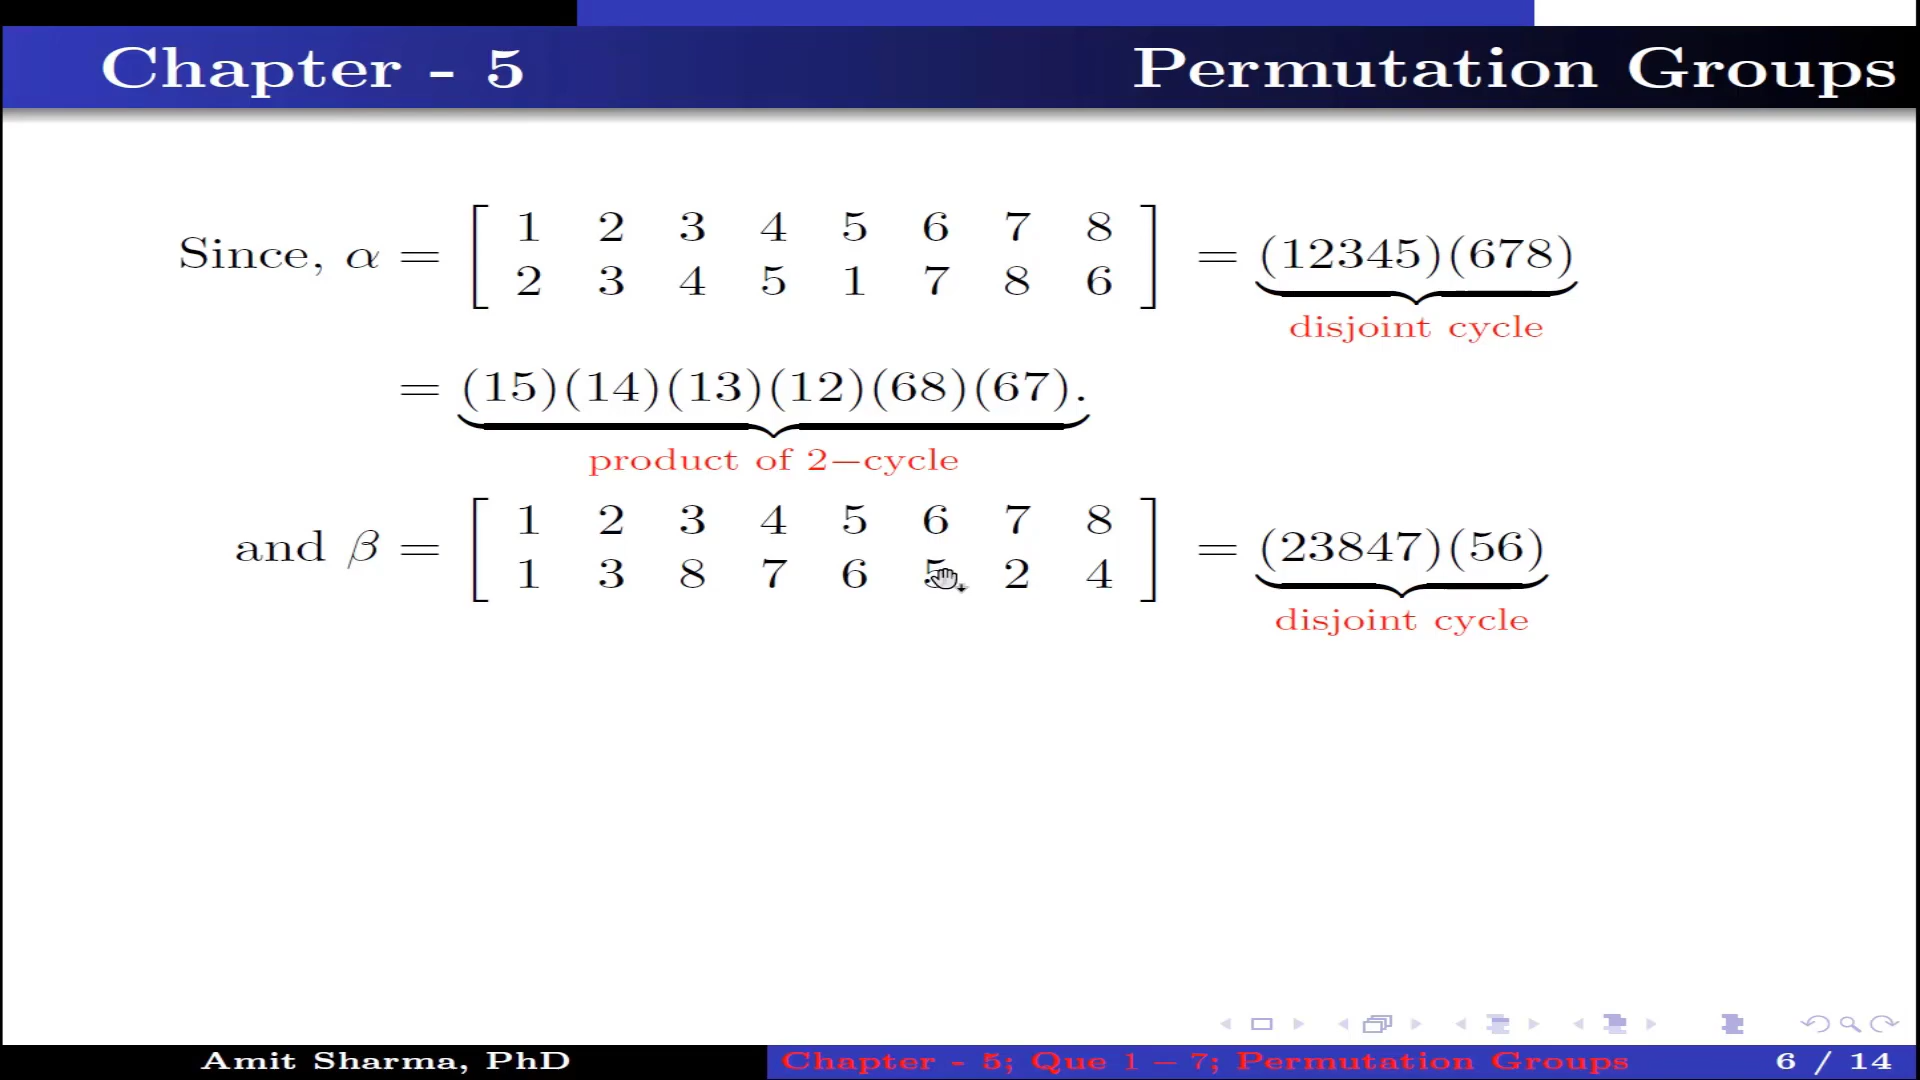 Chapter - 5 Permutation Groups
Since, α = [ 1 2 3 4 5 6 7 8
2 3 4 5 1 7 8 6 ] = (12345)(678)
disjoint cycle
= (15)(14)(13)(12)(68)(67).
product of 2−cycle
and β = [ 1 2 3 4 5 6 7 8
1 3 8 7 6 5 2 4 ] = (23847)(56)
disjoint cycle
Amit Sharma, PhD Chapter - 5; Que 1 − 7; Permutation Groups 6 / 14